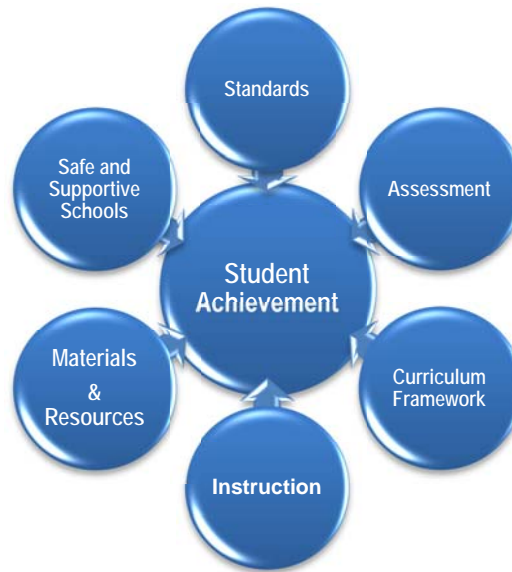 Standards
Assessment
Curriculum
Framework
Instruction
Materials
&
Resources
Safe and
Supportive
Schools
Student
Achievement